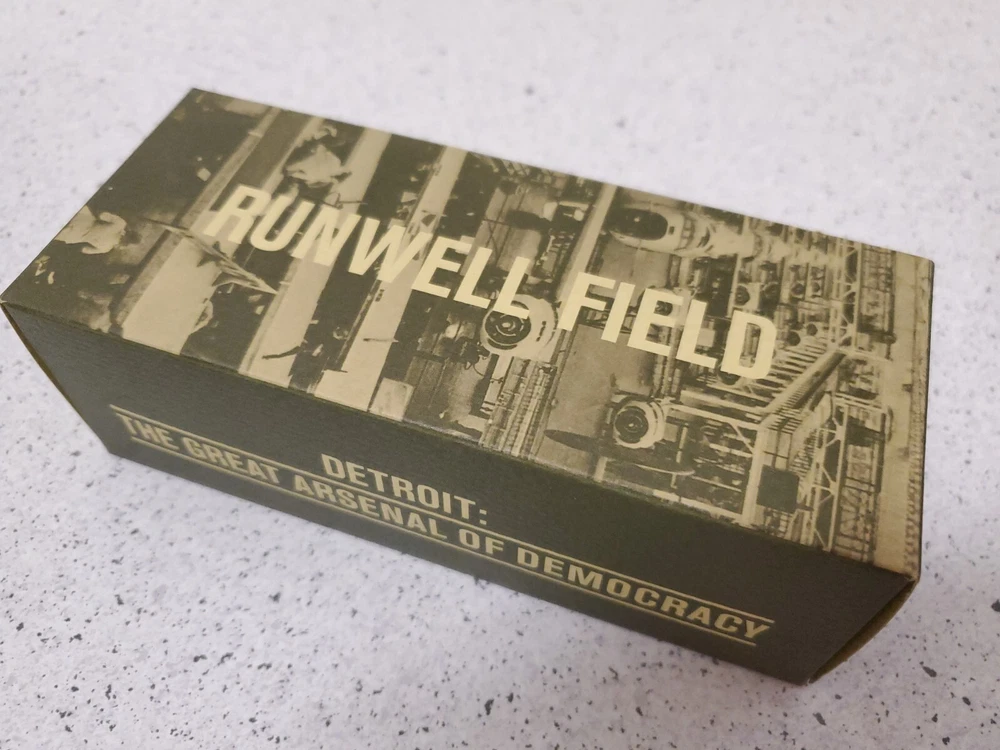 RUNWELL FIELD
DETROIT:
THE GREAT ARSENAL OF DEMOCRACY